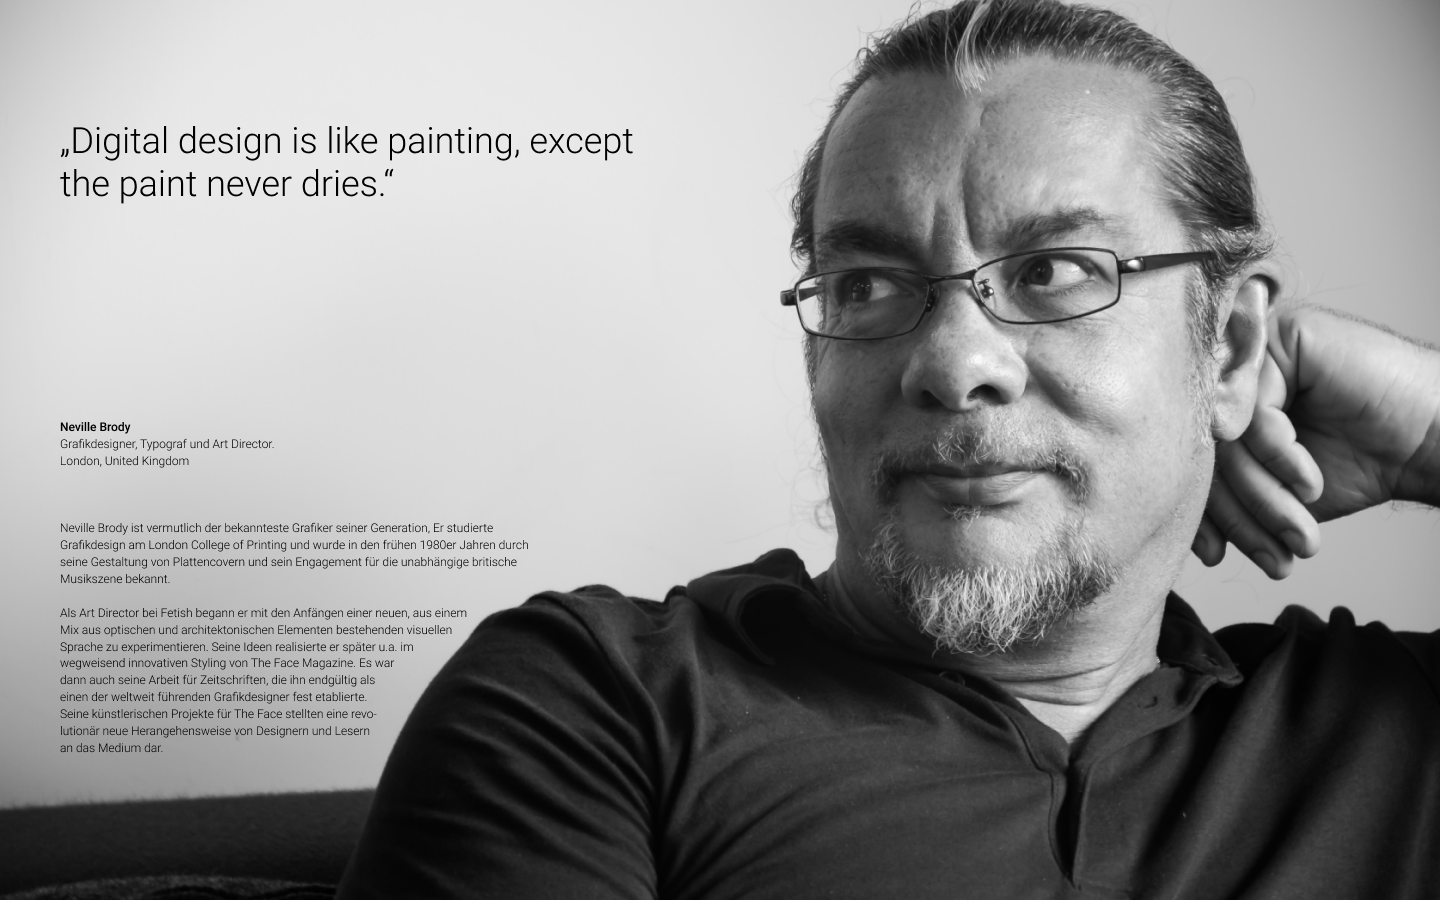 „Digital design is like painting, except
the paint never dries.“
Neville Brody
Grafikdesigner, Typograf und Art Director.
London, United Kingdom
Neville Brody ist vermutlich der bekannteste Grafiker seiner Generation, Er studierte
Grafikdesign am London College of Printing und wurde in den frühen 1980er Jahren durch
seine Gestaltung von Plattencovern und sein Engagement für die unabhängige britische
Musikszene bekannt.
Als Art Director bei Fetish begann er mit den Anfängen einer neuen, aus einem
Mix aus optischen und architektonischen Elementen bestehenden visuellen
Sprache zu experimentieren. Seine Ideen realisierte er später u.a. im
wegweisend innovativen Styling von The Face Magazine. Es war
dann auch seine Arbeit für Zeitschriften, die ihn endgültig als
einen der weltweit führenden Grafikdesigner fest etablierte.
Seine künstlerischen Projekte für The Face stellten eine revo-
lutionär neue Herangehensweise von Designern und Lesern
an das Medium dar.